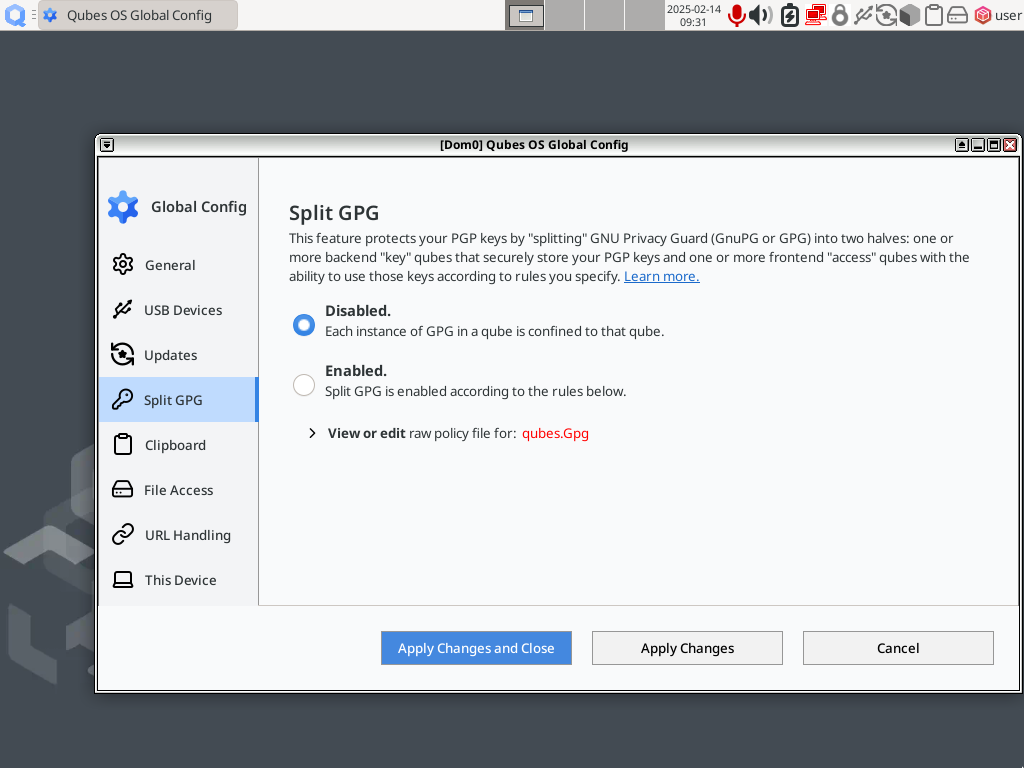 Qubes OS Global Config
2025-02-14
09:31
user
[Dom0] Qubes OS Global Config
Global Config
General
USB Devices
Updates
Split GPG
Clipboard
File Access
URL Handling
This Device
Split GPG
This feature protects your PGP keys by "splitting" GNU Privacy Guard (GnuPG or GPG) into two halves: one or
more backend "key" qubes that securely store your PGP keys and one or more frontend "access" qubes with the
ability to use those keys according to rules you specify. Learn more.
Disabled.
Each instance of GPG in a qube is confined to that qube.
Enabled.
Split GPG is enabled according to the rules below.
View or edit raw policy file for: qubes.Gpg
Apply Changes and Close
Apply Changes
Cancel